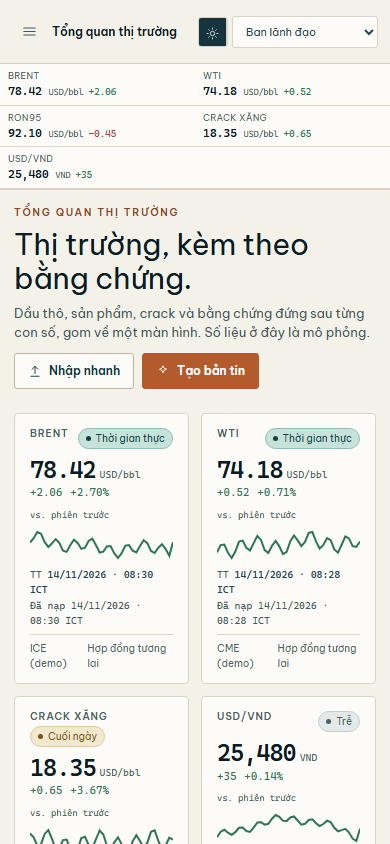 Tổng quan thị trường
Ban lãnh đạo
BRENT
78.42 USD/bbl +2.06
WTI
74.18 USD/bbl +0.52
RON95
92.10 USD/bbl −0.45
CRACK XĂNG
18.35 USD/bbl +0.65
USD/VND
25,480 VND +35
TỔNG QUAN THỊ TRƯỜNG
Thị trường, kèm theo
bằng chứng.
Dầu thô, sản phẩm, crack và bằng chứng đứng sau từng
con số, gom về một màn hình. Số liệu ở đây là mô phỏng.
Nhập nhanh
Tạo bản tin
BRENT
Thời gian thực
78.42 USD/bbl
+2.06 +2.70%
vs. phiên trước
TT 14/11/2026 · 08:30
ICT
Đã nạp 14/11/2026 ·
08:30 ICT
ICE
(demo)
Hợp đồng tương
lai
WTI
Thời gian thực
74.18 USD/bbl
+0.52 +0.71%
vs. phiên trước
TT 14/11/2026 · 08:28
ICT
Đã nạp 14/11/2026 ·
08:28 ICT
CME
(demo)
Hợp đồng tương
lai
CRACK XĂNG
Cuối ngày
18.35 USD/bbl
+0.65 +3.67%
vs. phiên trước
USD/VND
Trễ
25,480 VND
+35 +0.14%
vs. phiên trước